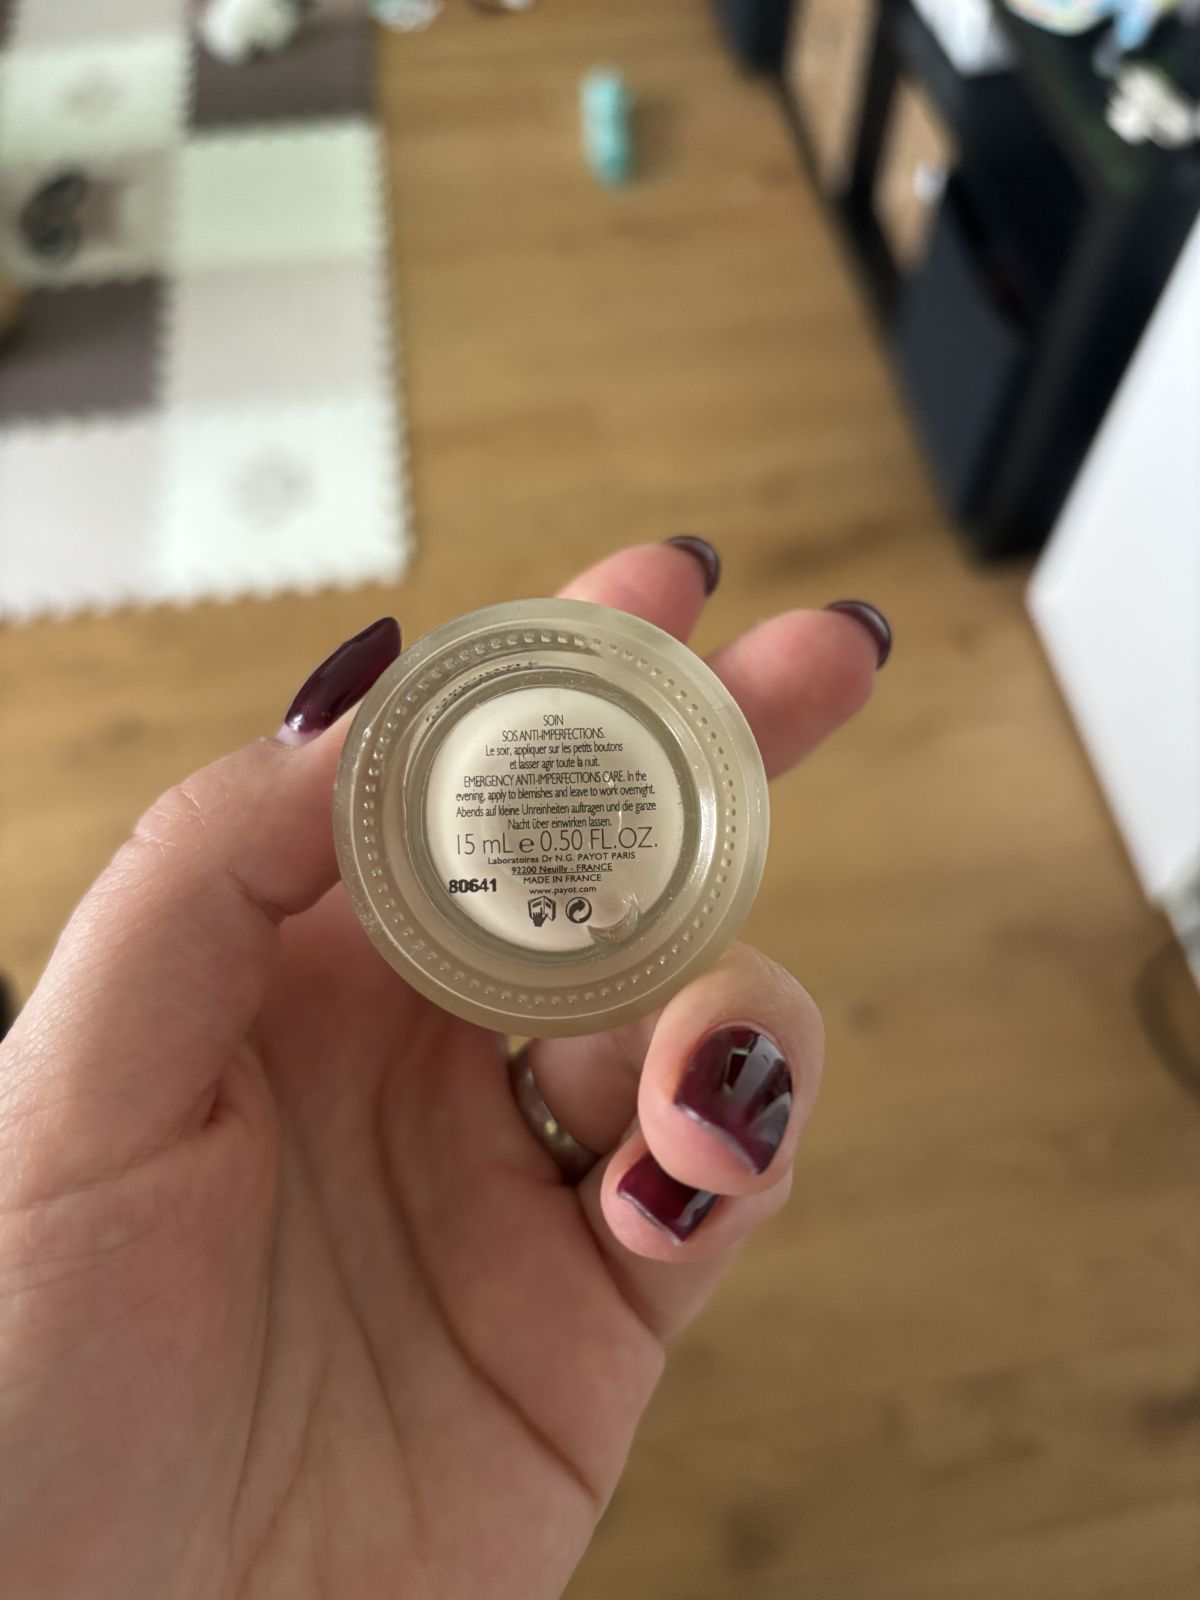 SOIN
SOS ANTI-IMPERFECTIONS.
Le soir, appliquer sur les petits boutons
et laisser agir toute la nuit.
EMERGENCY ANTI-IMPERFECTIONS CARE. In the
evening, apply to blemishes and leave to work overnight.
Abends auf kleine Unreinheiten auftragen und die ganze
Nacht über einwirken lassen.
15 mL e 0.50 FL.OZ.
Laboratoires Dr N.G. PAYOT PARIS
92200 Neuilly - FRANCE
MADE IN FRANCE
80641
www.payot.com